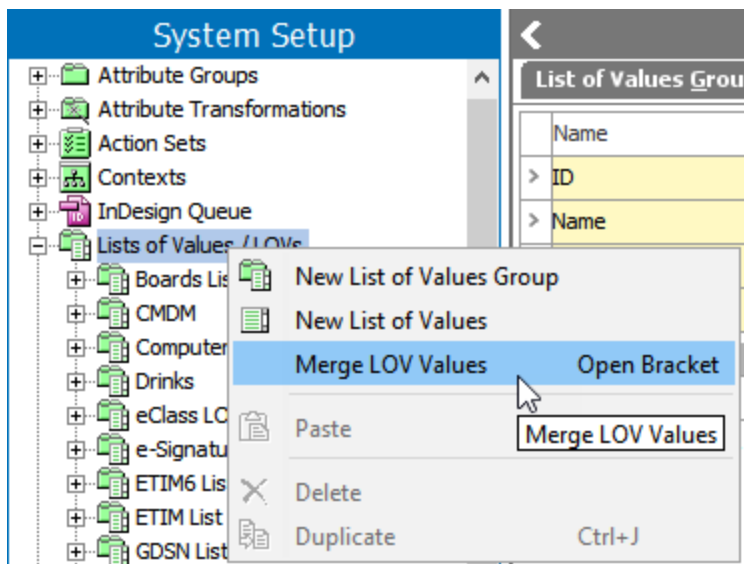 System Setup
Attribute Groups
Attribute Transformations
Action Sets
Contexts
InDesign Queue
Lists of Values / LOVs
Boards Lis
CMDM
Computer
Drinks
eClass LO
e-Signatu
ETIM6 Lis
ETIM List
GDSN List
New List of Values Group
New List of Values
Merge LOV Values Open Bracket
Merge LOV Values
Paste
Delete
Duplicate Ctrl+J
List of Values Grou
Name
ID
Name